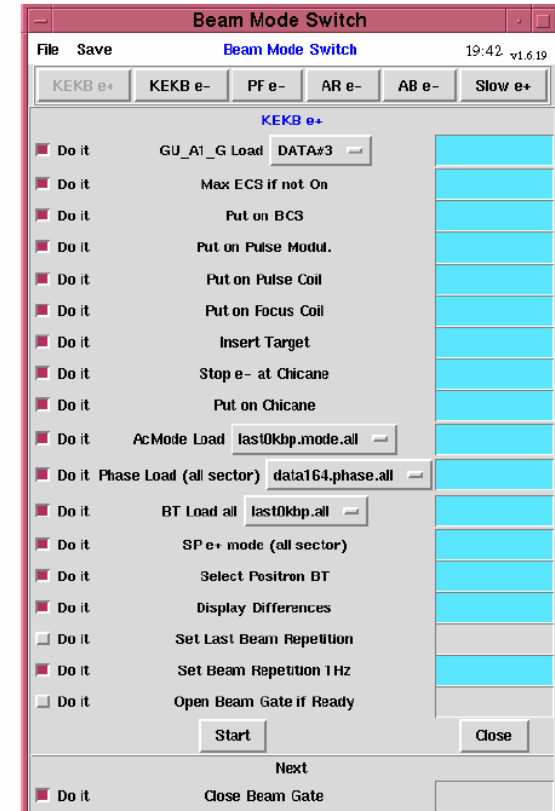 Beam Mode Switch
File Save Beam Mode Switch 19:42 v1.6.19
KEKB e+ KEKB e- PF e- AR e- AB e- Slow e+
KEKB e+
Do it GU_A1_G Load DATA#3
Do it Max ECS if not On
Do it Put on BCS
Do it Put on Pulse Modul.
Do it Put on Pulse Coil
Do it Put on Focus Coil
Do it Insert Target
Do it Stop e- at Chicane
Do it Put on Chicane
Do it AcMode Load last0kbp.mode.all
Do it Phase Load (all sector) data164.phase.all
Do it BT Load all last0kbp.all
Do it SP e+ mode (all sector)
Do it Select Positron BT
Do it Display Differences
Do it Set Last Beam Repetition
Do it Set Beam Repetition 1Hz
Do it Open Beam Gate if Ready
Start Close
Next
Do it Close Beam Gate